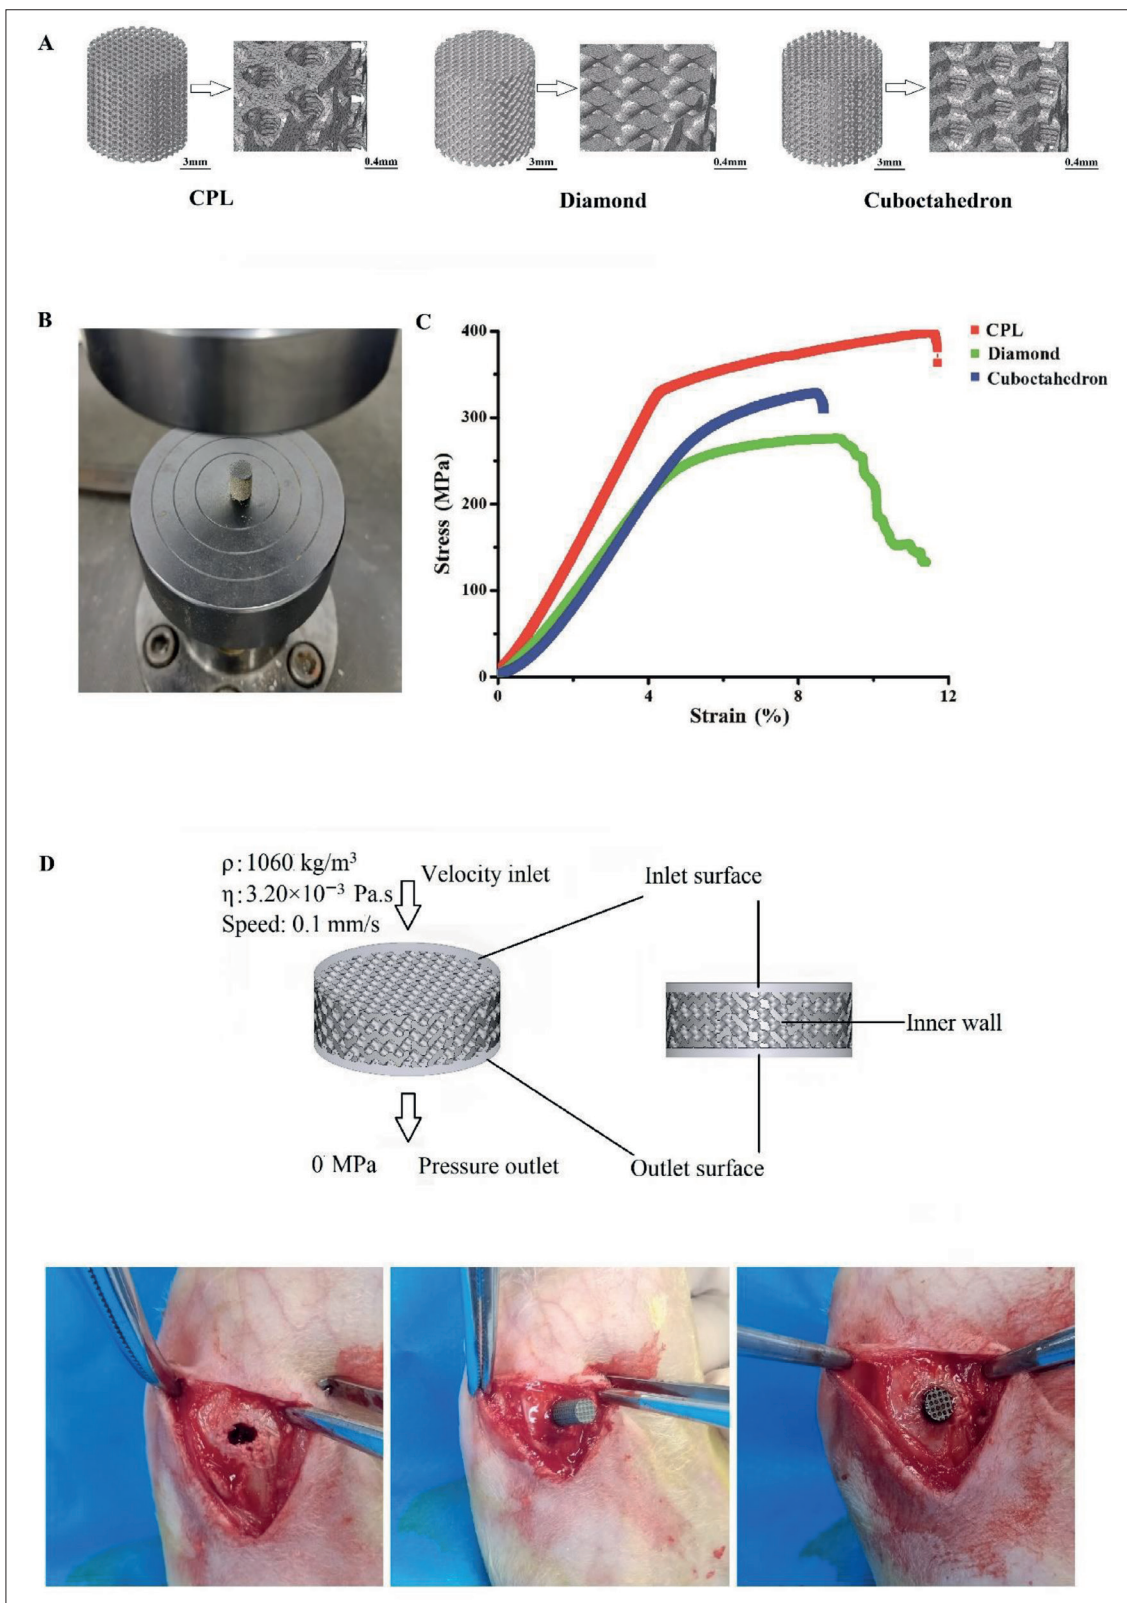 A
3mm
0.4mm
3mm
0.4mm
3mm
0.4mm
CPL
Diamond
Cuboctahedron
B
C
400
300
200
100
0
0
4
8
12
Stress (MPa)
Strain (%)
CPL
Diamond
Cuboctahedron
D
ρ: 1060 kg/m³
η: 3.20×10⁻³ Pa.s
Speed: 0.1 mm/s
Velocity inlet
Inlet surface
Inner wall
0 MPa
Pressure outlet
Outlet surface